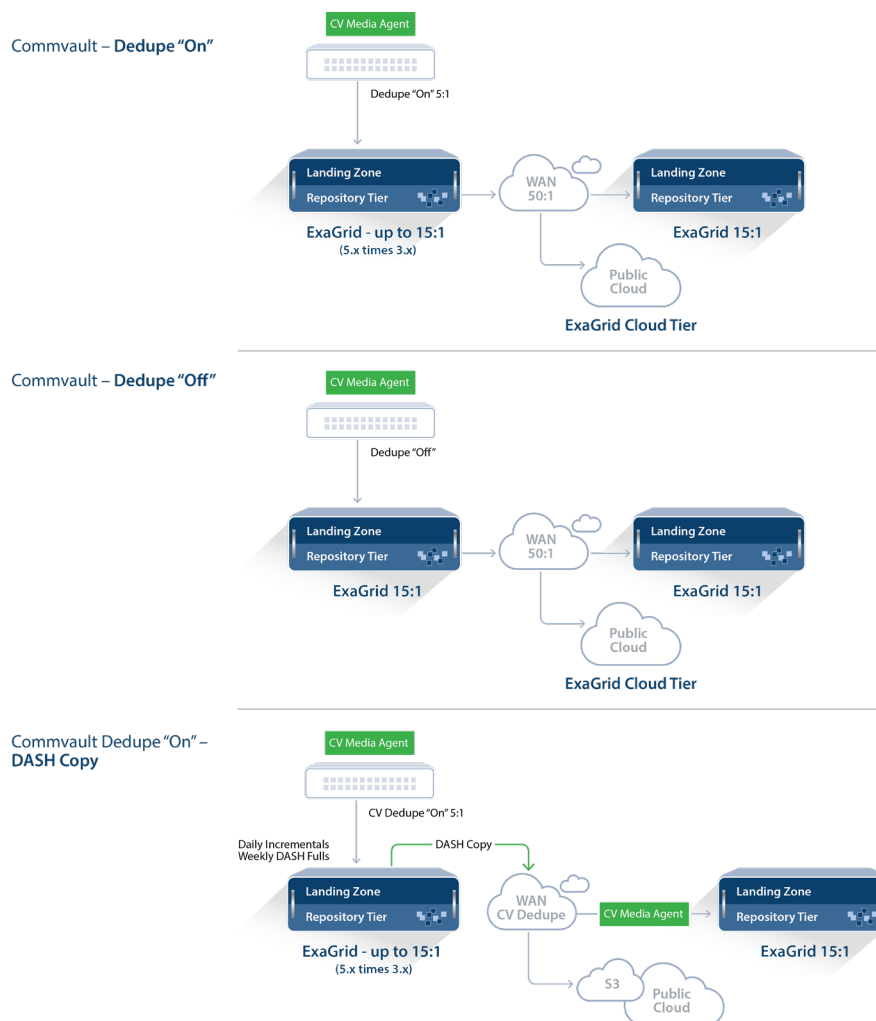 CV Media Agent
Commvault – Dedupe “On”
Dedupe “On” 5:1
Landing Zone
Repository Tier
WAN
50:1
Landing Zone
Repository Tier
ExaGrid - up to 15:1
(5.x times 3.x)
ExaGrid 15:1
Public
Cloud
ExaGrid Cloud Tier
Commvault – Dedupe “Off”
CV Media Agent
Dedupe “Off”
Landing Zone
Repository Tier
WAN
50:1
Landing Zone
Repository Tier
ExaGrid 15:1
ExaGrid 15:1
Public
Cloud
ExaGrid Cloud Tier
Commvault Dedupe “On” –
DASH Copy
CV Media Agent
CV Dedupe “On” 5:1
Daily Incrementals
Weekly DASH Fulls
DASH Copy
Landing Zone
Repository Tier
WAN
CV Dedupe
CV Media Agent
Landing Zone
Repository Tier
ExaGrid - up to 15:1
(5.x times 3.x)
ExaGrid 15:1
S3
Public
Cloud